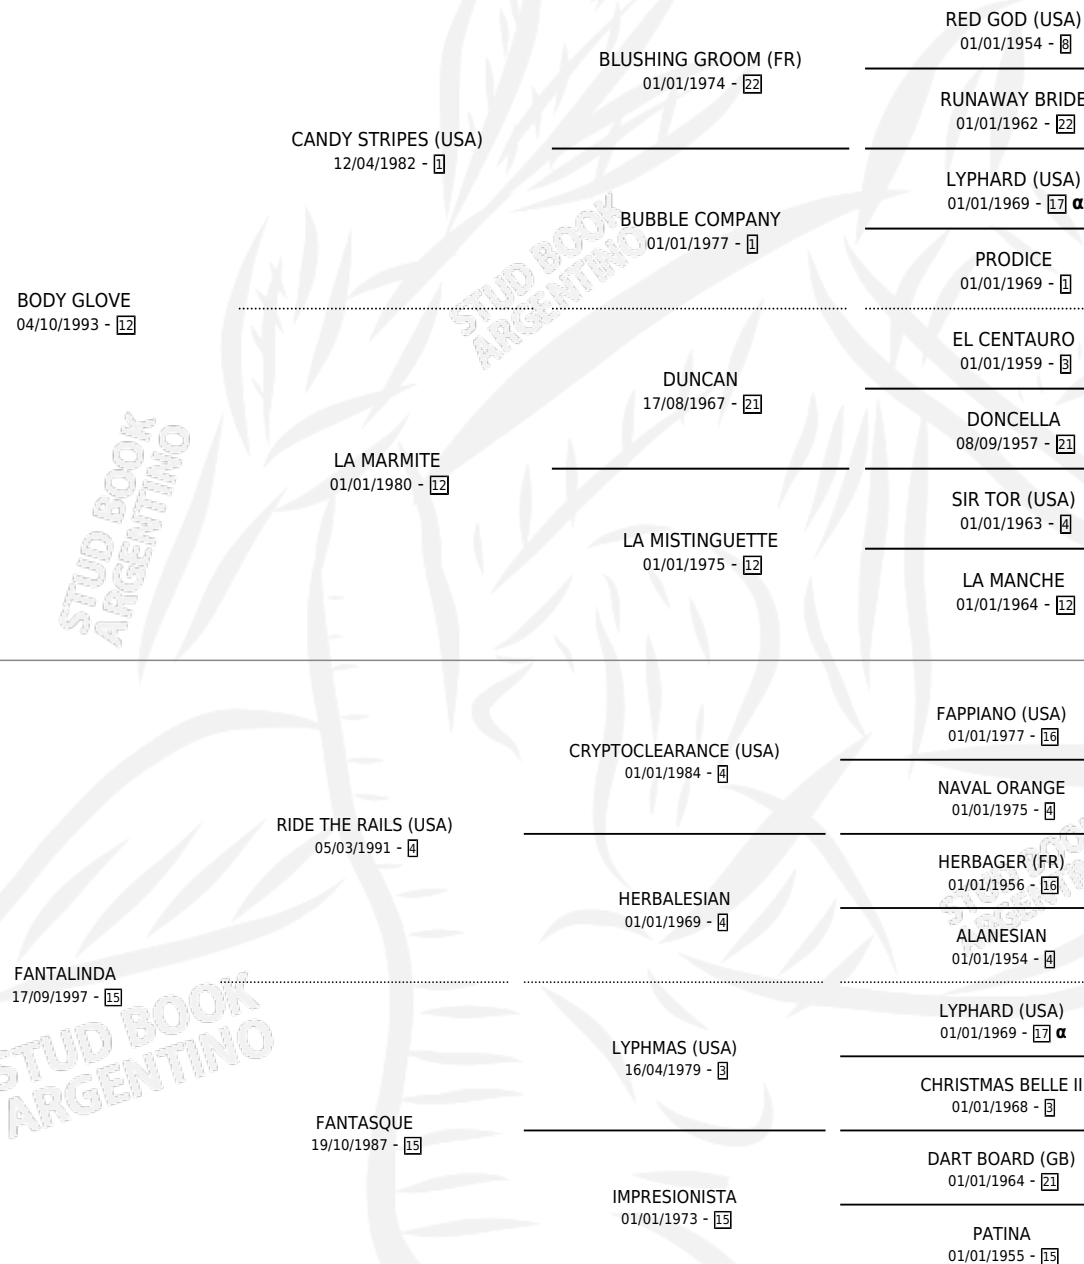 RED GOD (USA)
01/01/1954 - 8
BLUSHING GROOM (FR)
01/01/1974 - 22
RUNAWAY BRIDE
01/01/1962 - 22
CANDY STRIPES (USA)
12/04/1982 - 1
LYPHARD (USA)
01/01/1969 - 17 α
BUBBLE COMPANY
01/01/1977 - 1
PRODICE
01/01/1969 - 1
BODY GLOVE
04/10/1993 - 12
EL CENTAURO
01/01/1959 - 3
DUNCAN
17/08/1967 - 21
DONCELLA
08/09/1957 - 21
LA MARMITE
01/01/1980 - 12
SIR TOR (USA)
01/01/1963 - 4
LA MISTINGUETTE
01/01/1975 - 12
LA MANCHE
01/01/1964 - 12
FAPPIANO (USA)
01/01/1977 - 16
CRYPTOCLEARANCE (USA)
01/01/1984 - 4
NAVAL ORANGE
01/01/1975 - 4
RIDE THE RAILS (USA)
05/03/1991 - 4
HERBAGER (FR)
01/01/1956 - 16
HERBALESIAN
01/01/1969 - 4
ALANESIAN
01/01/1954 - 4
FANTALINDA
17/09/1997 - 15
LYPHARD (USA)
01/01/1969 - 17 α
LYPHMAS (USA)
16/04/1979 - 3
CHRISTMAS BELLE II
01/01/1968 - 3
FANTASQUE
19/10/1987 - 15
DART BOARD (GB)
01/01/1964 - 21
IMPRESIONISTA
01/01/1973 - 15
PATINA
01/01/1955 - 15
STUD BOOK
ARGENTINO
STUD BOOK
ARGENTINO
STUD BOOK
ARGENTINO